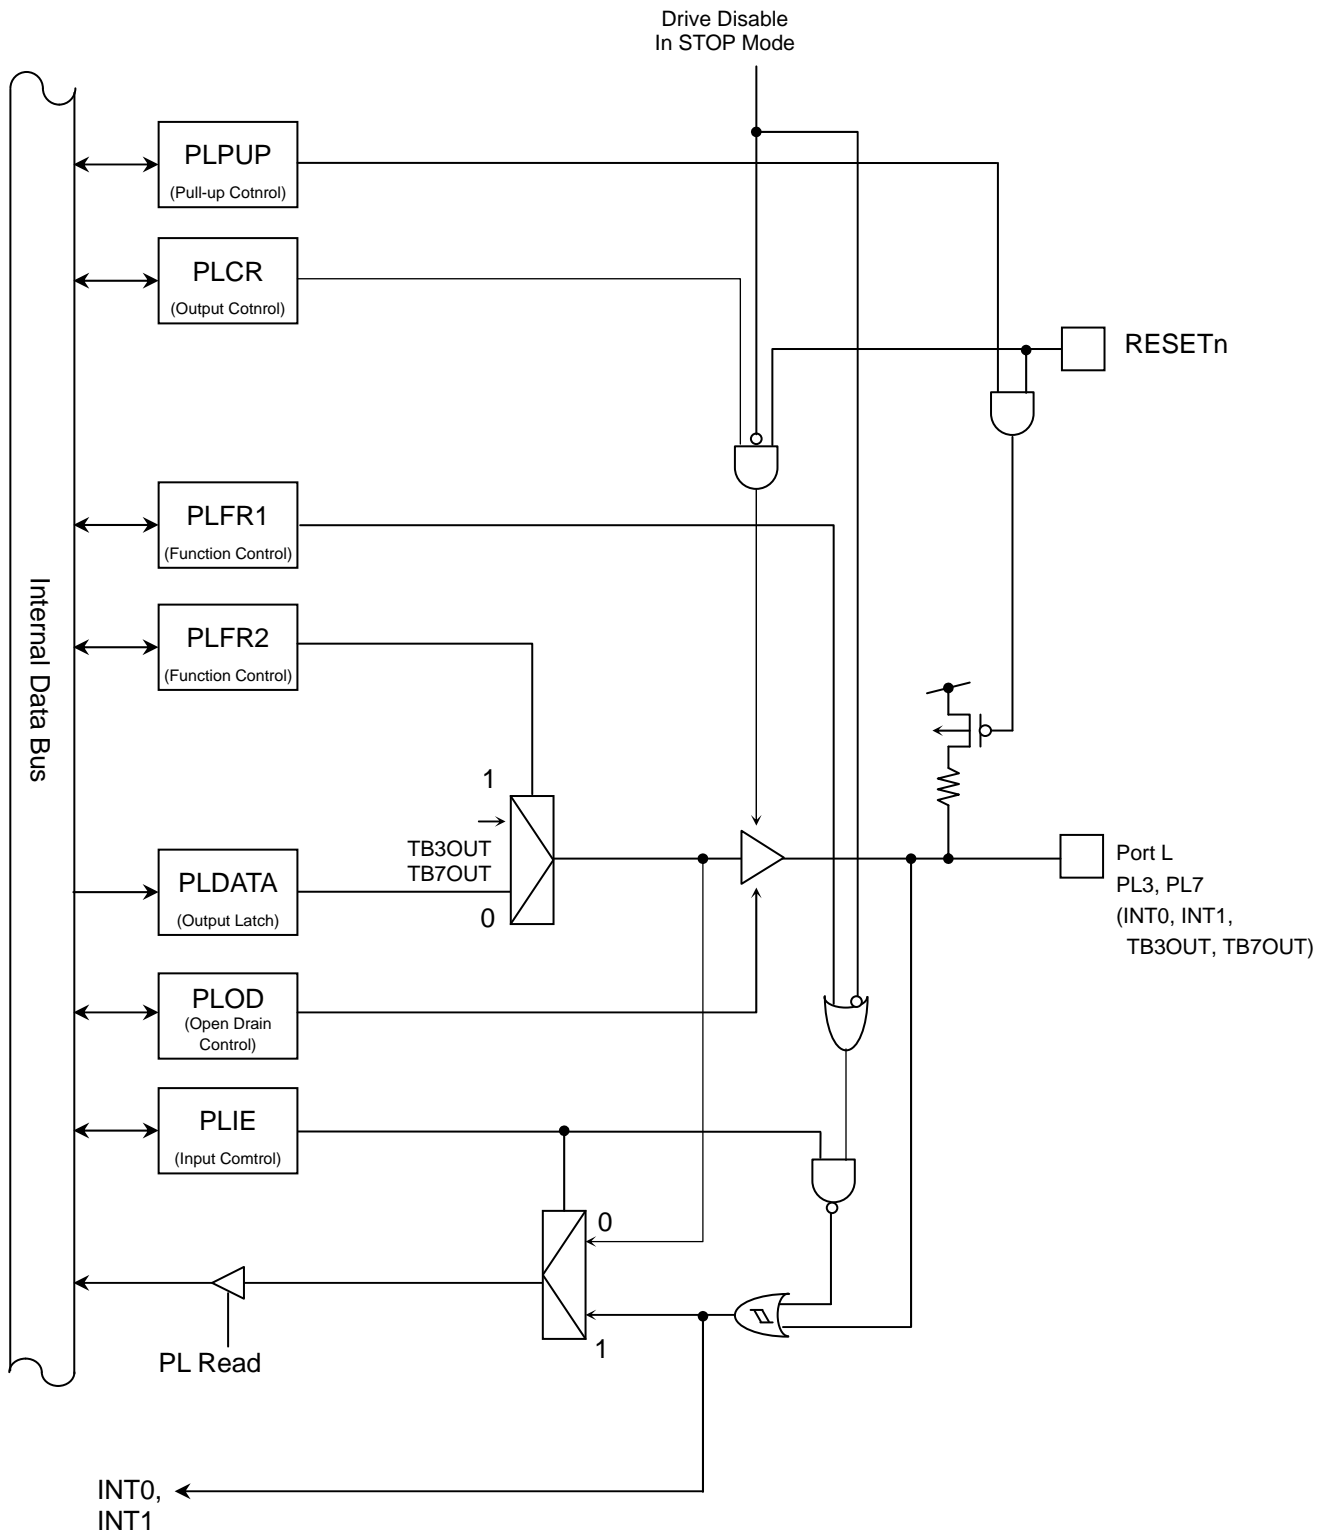 Drive Disable
In STOP Mode
PLPUP
(Pull-up Cotnrol)
PLCR
(Output Cotnrol)
RESETn
PLFR1
(Function Control)
Internal Data Bus
PLFR2
(Function Control)
1
TB3OUT
TB7OUT
PLDATA
(Output Latch)
0
Port L
PL3, PL7
(INT0, INT1,
TB3OUT, TB7OUT)
PLOD
(Open Drain
Control)
PLIE
(Input Comtrol)
0
1
PL Read
INT0,
INT1